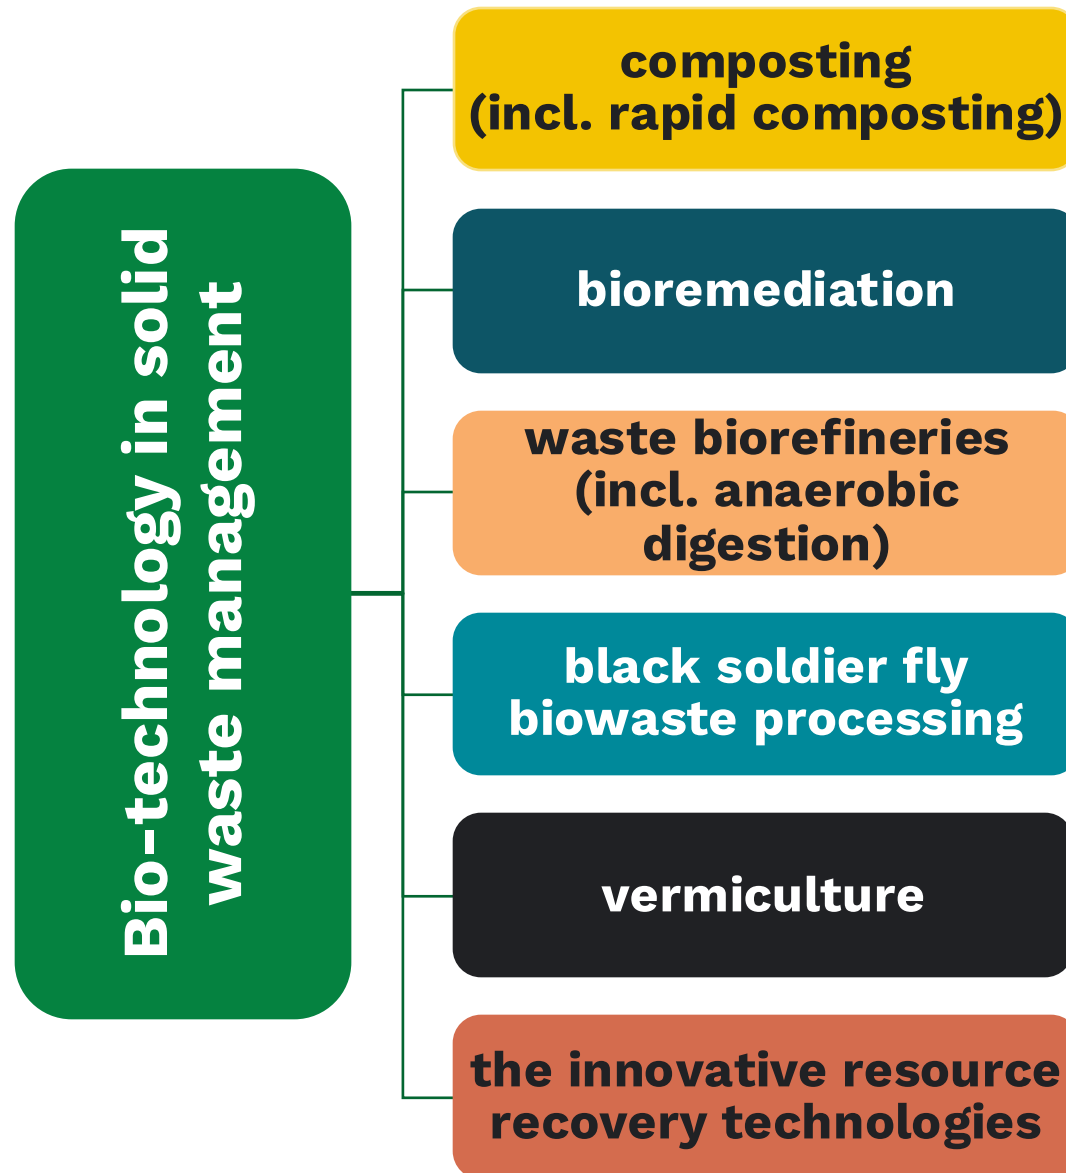 Bio-technology in solid
waste management
composting
(incl. rapid composting)
bioremediation
waste biorefineries
(incl. anaerobic
digestion)
black soldier fly
biowaste processing
vermiculture
the innovative resource
recovery technologies